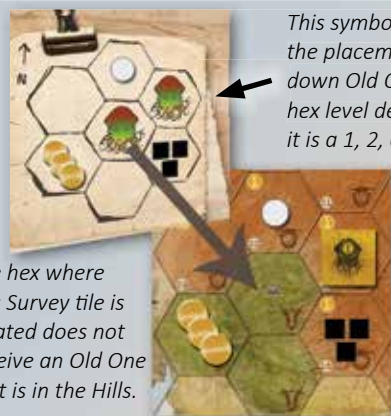 This symbo
the placeme
down Old O
hex level de
it is a 1, 2,
N
e hex where
Survey tile is
ated does not
eive an Old One
t is in the Hills.